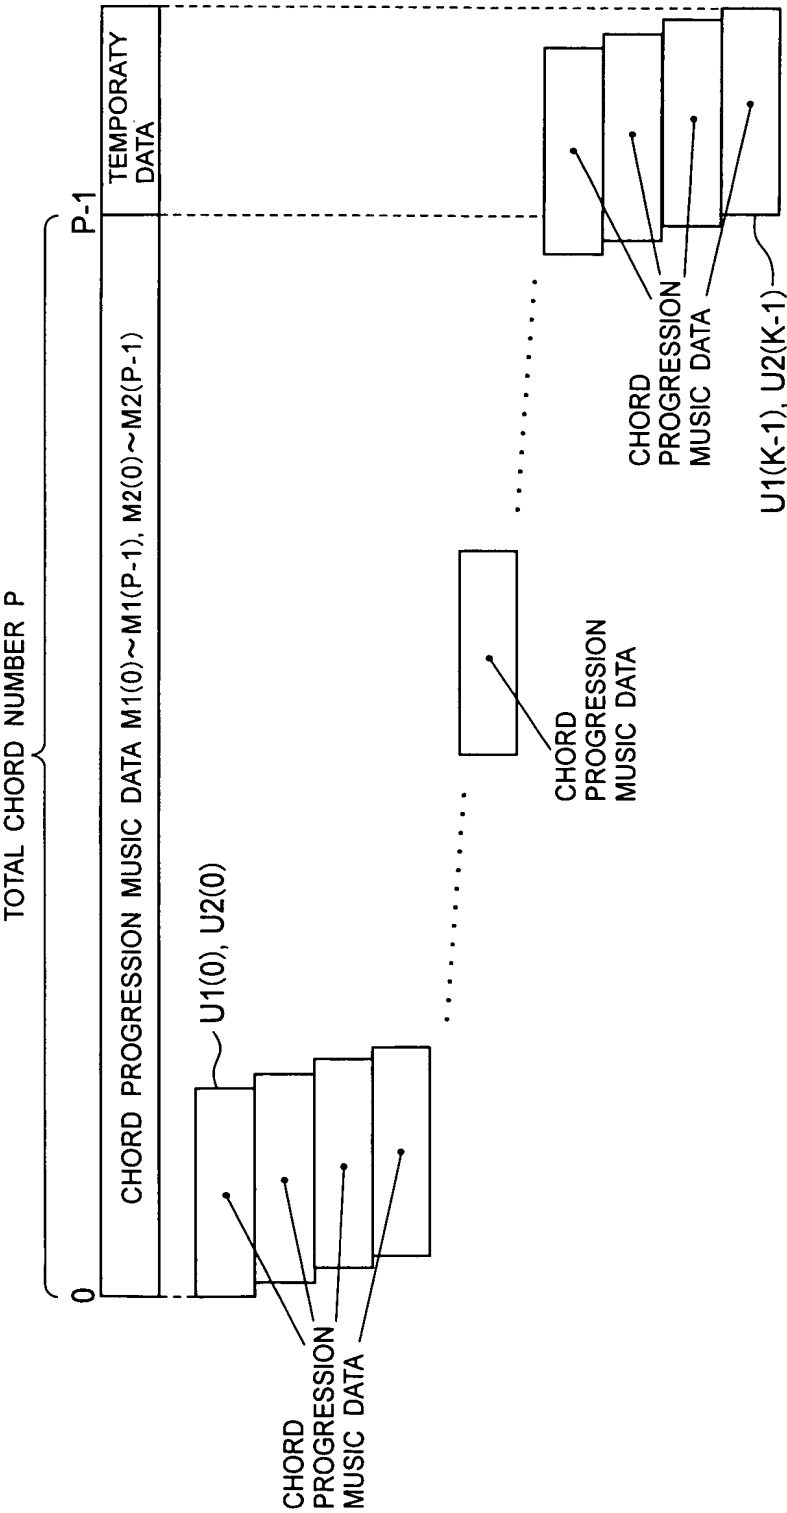 TOTAL CHORD NUMBER P
0
P-1
CHORD PROGRESSION MUSIC DATA M1(0)~M1(P-1), M2(0)~M2(P-1)
TEMPORATY
DATA
U1(0), U2(0)
CHORD
PROGRESSION
MUSIC DATA
CHORD
PROGRESSION
MUSIC DATA
CHORD
PROGRESSION
MUSIC DATA
U1(K-1), U2(K-1)